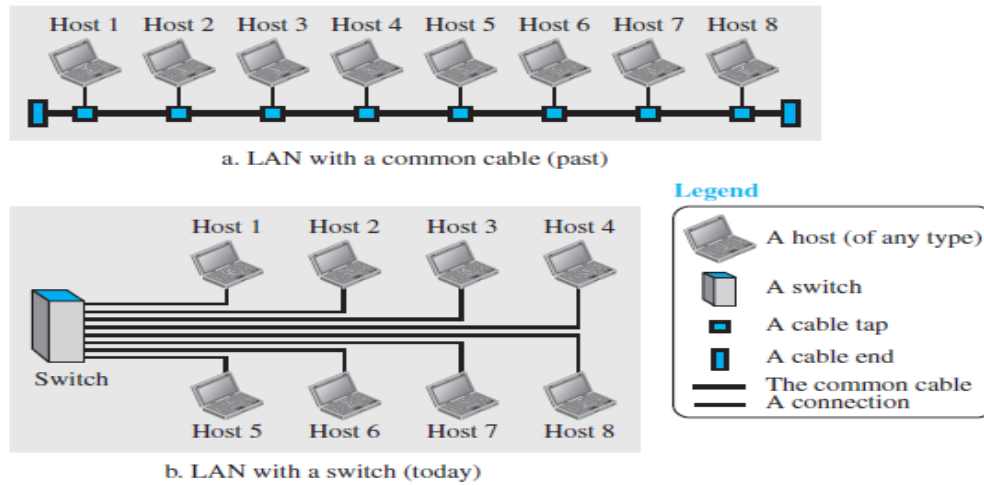 Host 1 Host 2 Host 3 Host 4 Host 5 Host 6 Host 7 Host 8
a. LAN with a common cable (past)
Legend
Host 1 Host 2 Host 3 Host 4
A host (of any type)
A switch
A cable tap
A cable end
Switch
The common cable
A connection
Host 5 Host 6 Host 7 Host 8
b. LAN with a switch (today)